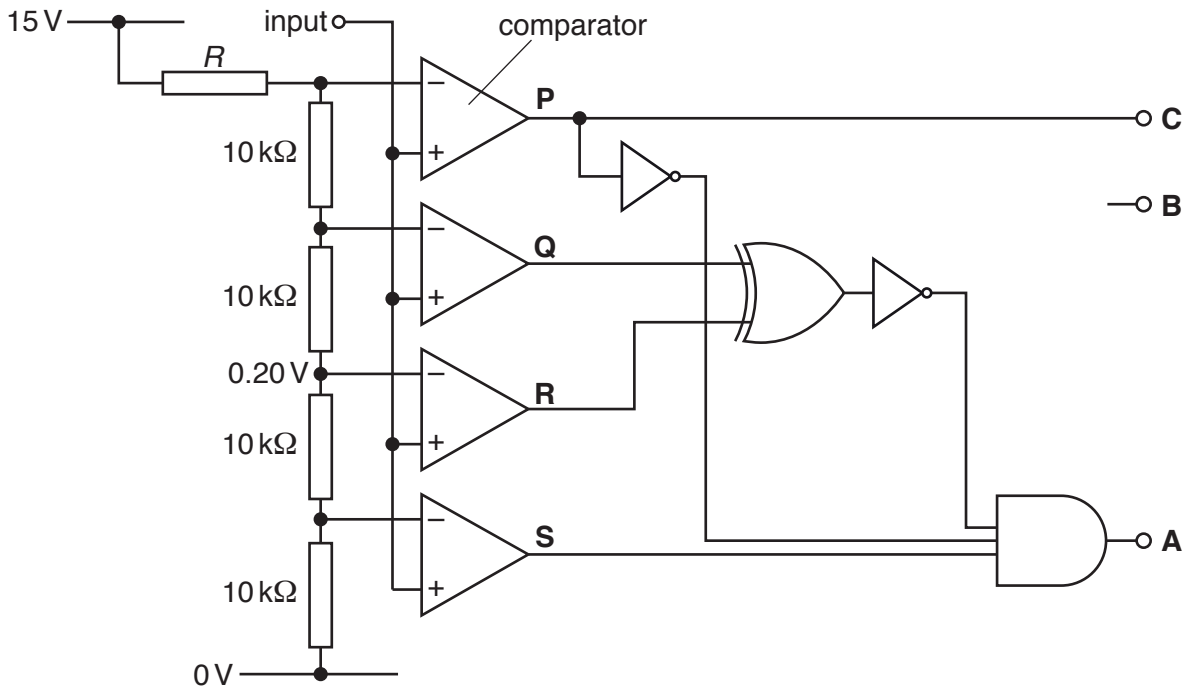 15 V
input
comparator
R
P
C
10 kΩ
B
Q
10 kΩ
0.20 V
R
10 kΩ
S
A
10 kΩ
0 V
−
+
−
+
−
+
−
+